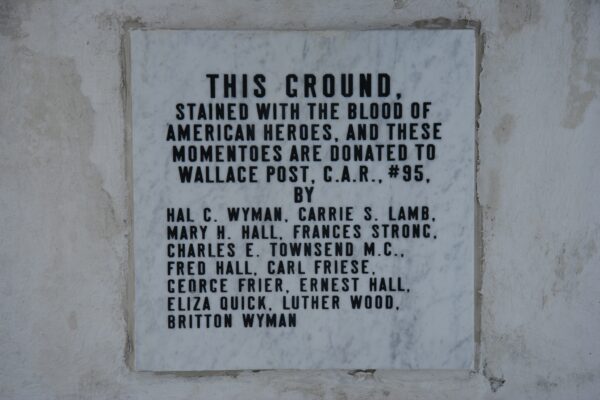 THIS GROUND,
STAINED WITH THE BLOOD OF
AMERICAN HEROES, AND THESE
MOMENTOES ARE DONATED TO
WALLACE POST, G.A.R., #95,
BY
HAL C. WYMAN, CARRIE S. LAMB,
MARY H. HALL, FRANCES STRONG,
CHARLES E. TOWNSEND M.C.,
FRED HALL, CARL FRIESE,
GEORGE FRIER, ERNEST HALL,
ELIZA QUICK, LUTHER WOOD,
BRITTON WYMAN